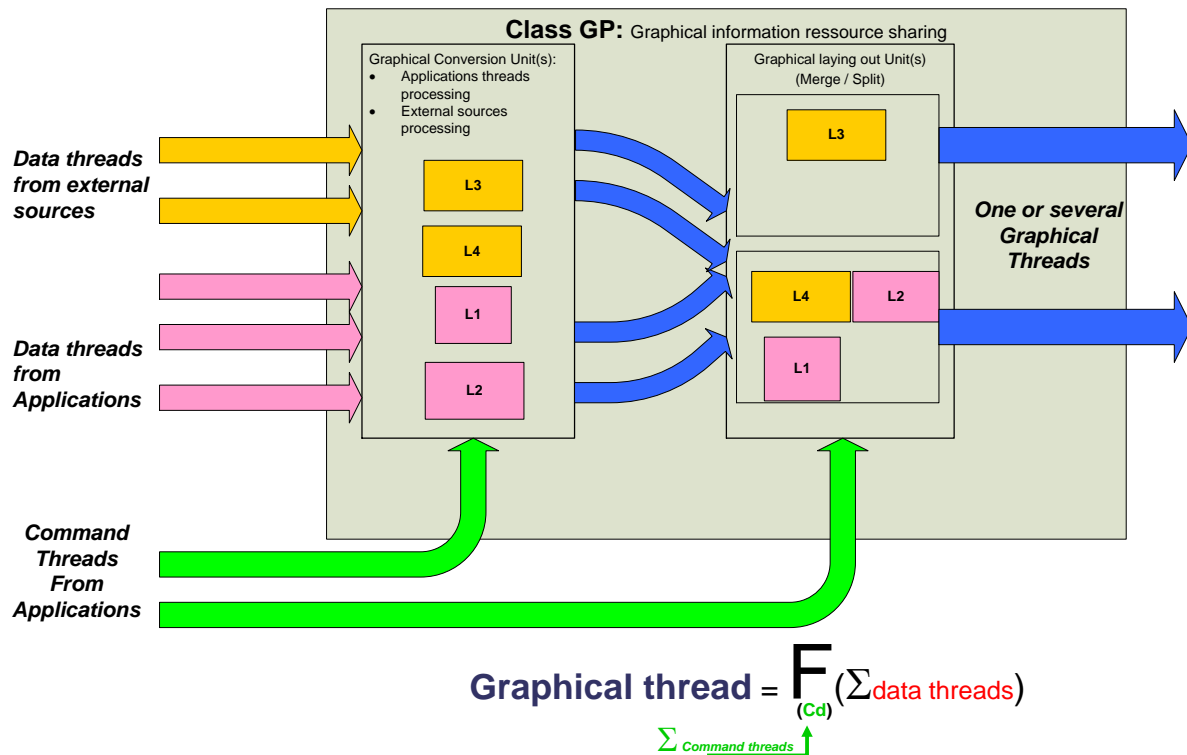 Class GP: Graphical information ressource sharing
Graphical Conversion Unit(s):
• Applications threads
processing
• External sources
processing
Graphical laying out Unit(s)
(Merge / Split)
Data threads
from external
sources
L3
L4
L1
L2
L3
L4
L2
L1
One or several
Graphical
Threads
Data threads
from
Applications
Command
Threads
From
Applications
Graphical thread = F (Σdata threads)
(Cd)
Σ Command threads